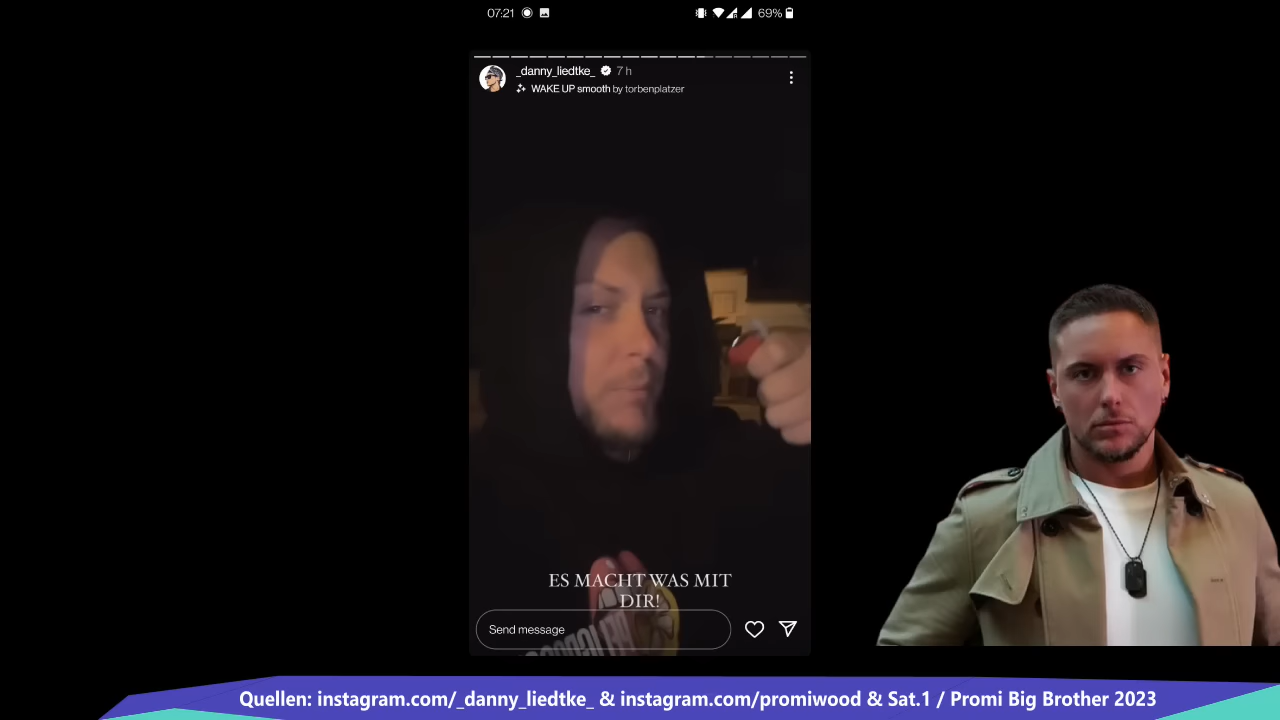 07:21
69%
_danny_liedtke_ 7 h
WAKE UP smooth by torbenplatzer
ES MACHT WAS MIT
DIR!
Send message
Quellen: instagram.com/_danny_liedtke_ & instagram.com/promiwood & Sat.1 / Promi Big Brother 2023